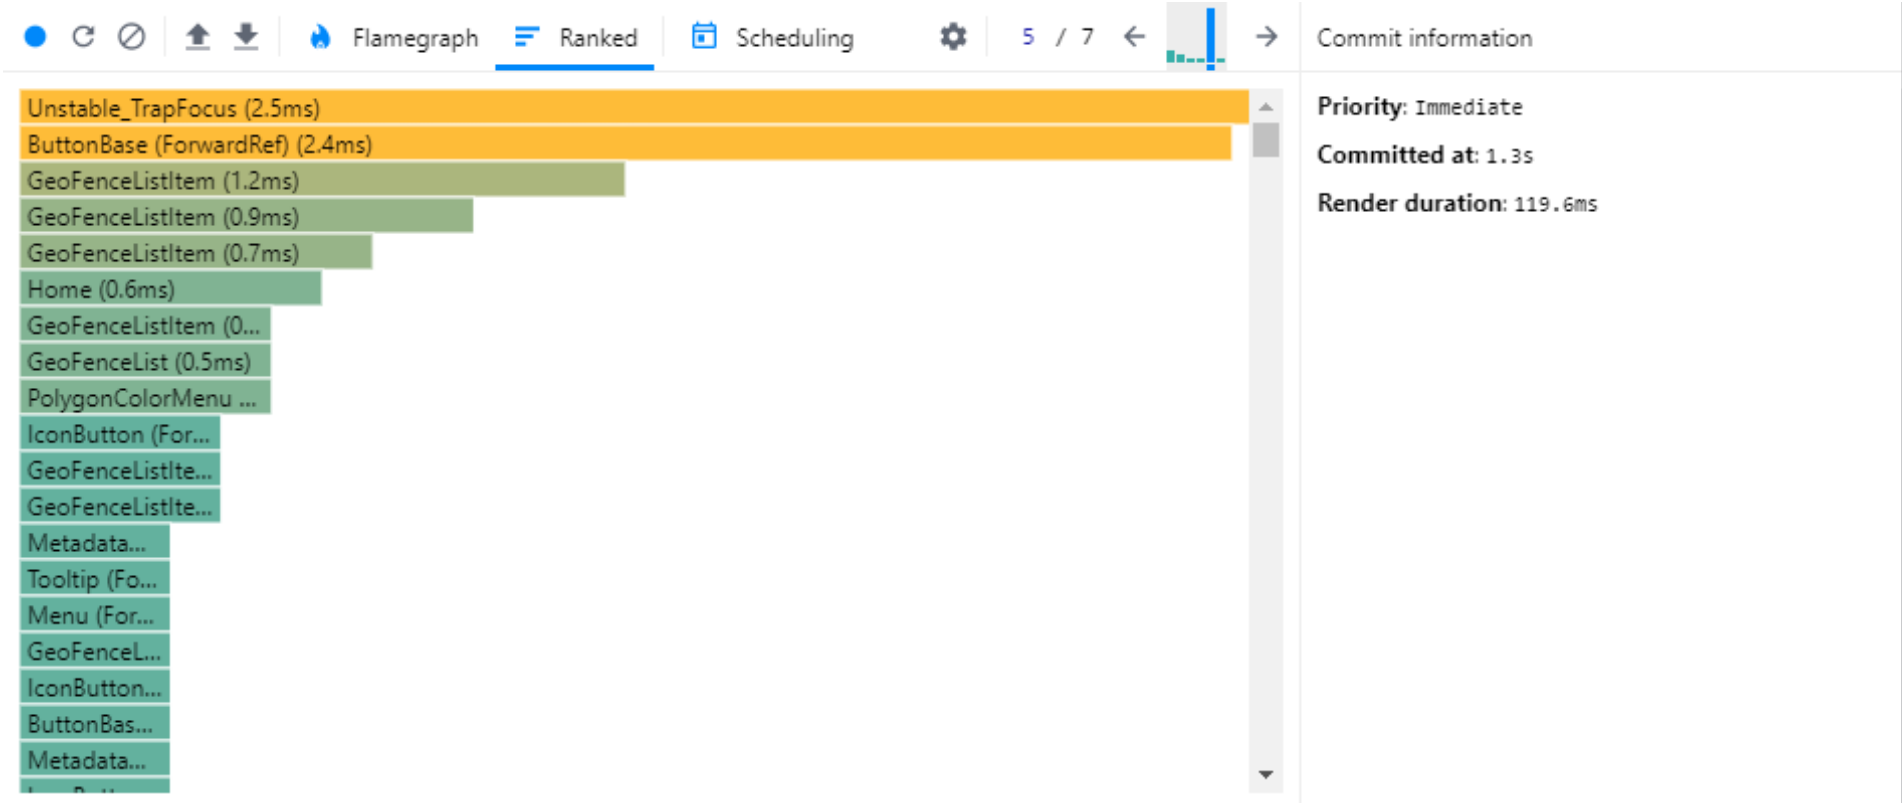 Flamegraph Ranked Scheduling 5 / 7 Commit information
Unstable_TrapFocus (2.5ms)
ButtonBase (ForwardRef) (2.4ms)
GeoFenceListItem (1.2ms)
GeoFenceListItem (0.9ms)
GeoFenceListItem (0.7ms)
Home (0.6ms)
GeoFenceListItem (0...
GeoFenceList (0.5ms)
PolygonColorMenu ...
IconButton (For...
GeoFenceListIte...
GeoFenceListIte...
Metadata...
Tooltip (Fo...
Menu (For...
GeoFenceL...
IconButton...
ButtonBas...
Metadata...
Priority: Immediate
Committed at: 1.3s
Render duration: 119.6ms